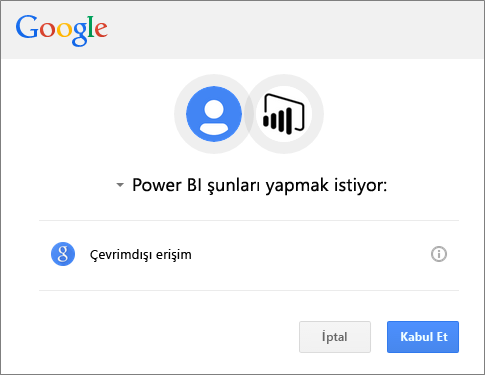 Google
Power BI şunları yapmak istiyor:
Çevrimdışı erişim
İptal
Kabul Et